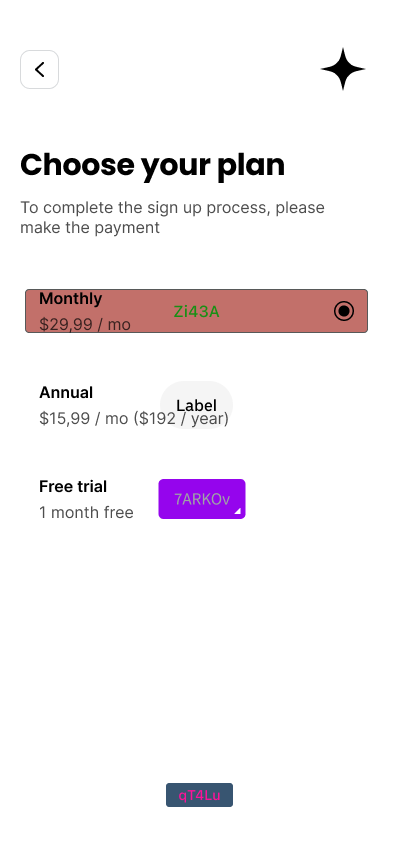 Choose your plan
To complete the sign up process, please
make the payment
Monthly
Zi43A
$29,99 / mo
Annual
Label
$15,99 / mo ($192 / year)
Free trial
7ARKOv
1 month free
qT4Lu